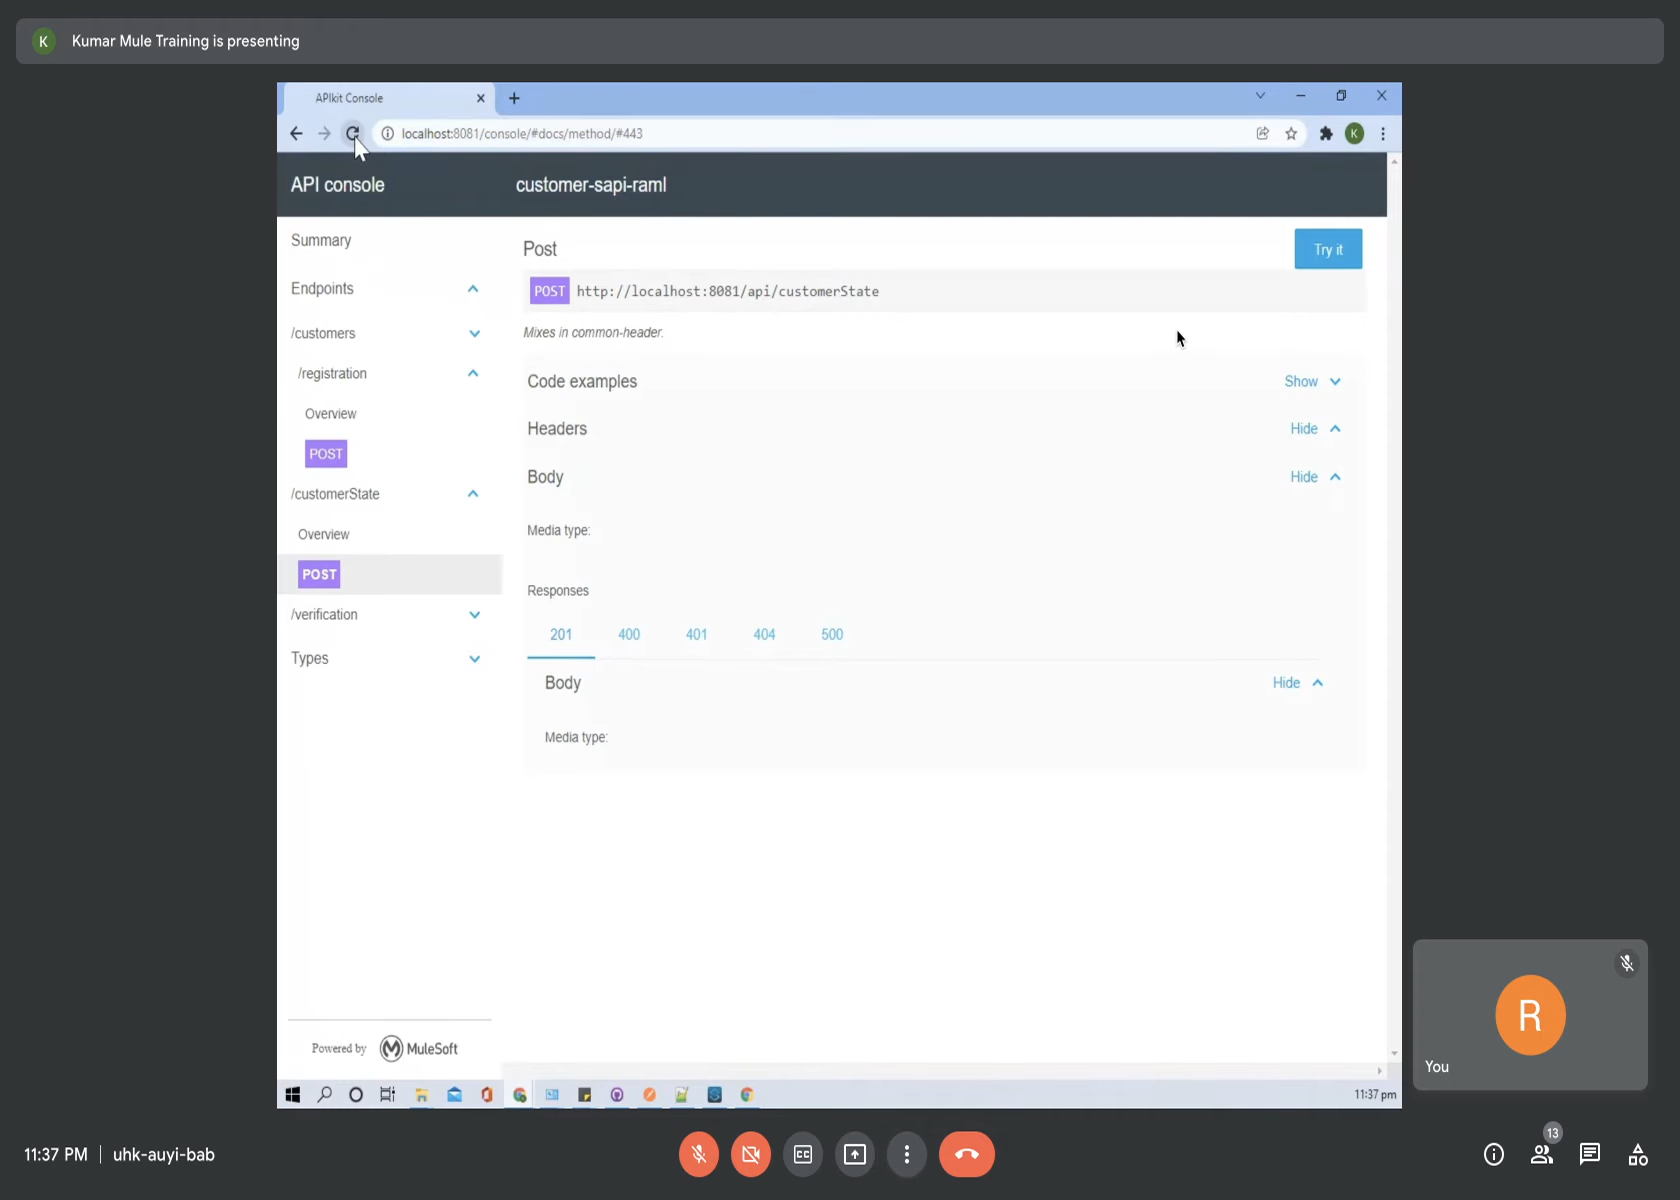 K Kumar Mule Training is presenting
APIkit Console
localhost:8081/console/#docs/method/#443
K
API console
customer-sapi-raml
Summary
Endpoints
/customers
/registration
Overview
POST
/customerState
Overview
POST
/verification
Types
Powered by MuleSoft
Post
Try it
POST http://localhost:8081/api/customerState
Mixes in common-header.
Code examples
Show
Headers
Hide
Body
Hide
Media type:
Responses
201 400 401 404 500
Body
Hide
Media type:
11:37 pm
R
You
11:37 PM | uhk-auyi-bab
CC
13